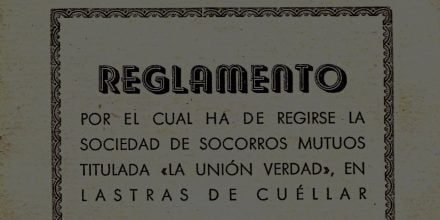 REGLAMENTO
POR EL CUAL HA DE REGIRSE LA
SOCIEDAD DE SOCORROS MUTUOS
TITULADA «LA UNIÓN VERDAD», EN
LASTRAS DE CUÉLLAR